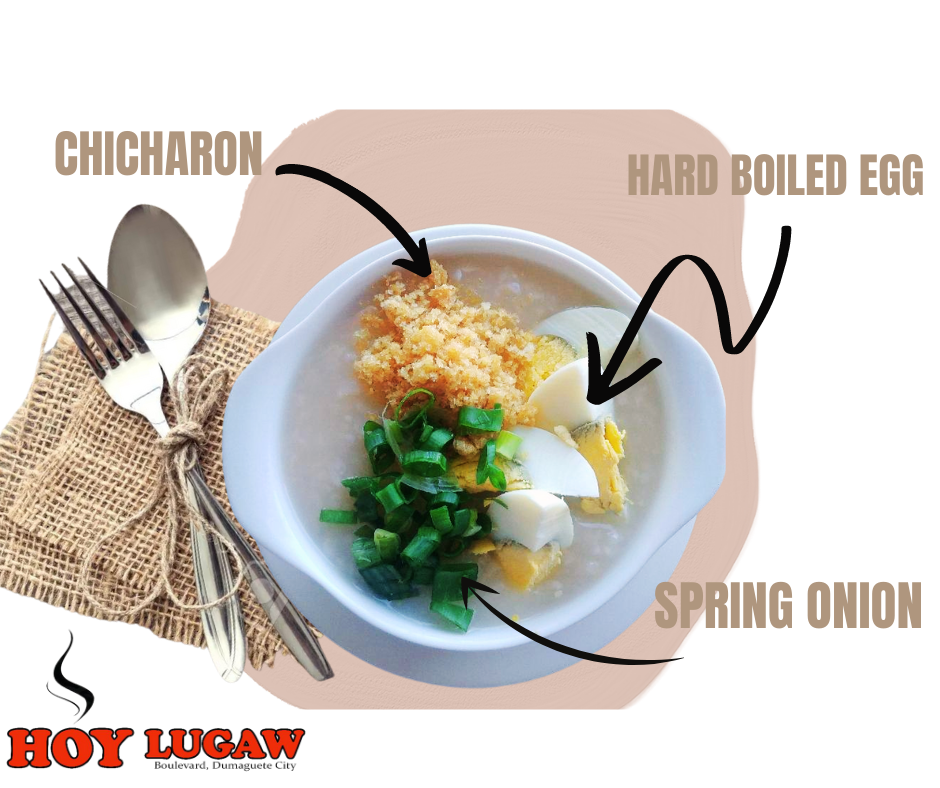 CHICHARON
HARD BOILED EGG
SPRING ONION
HOY LUGAW
Boulevard, Dumaguete City